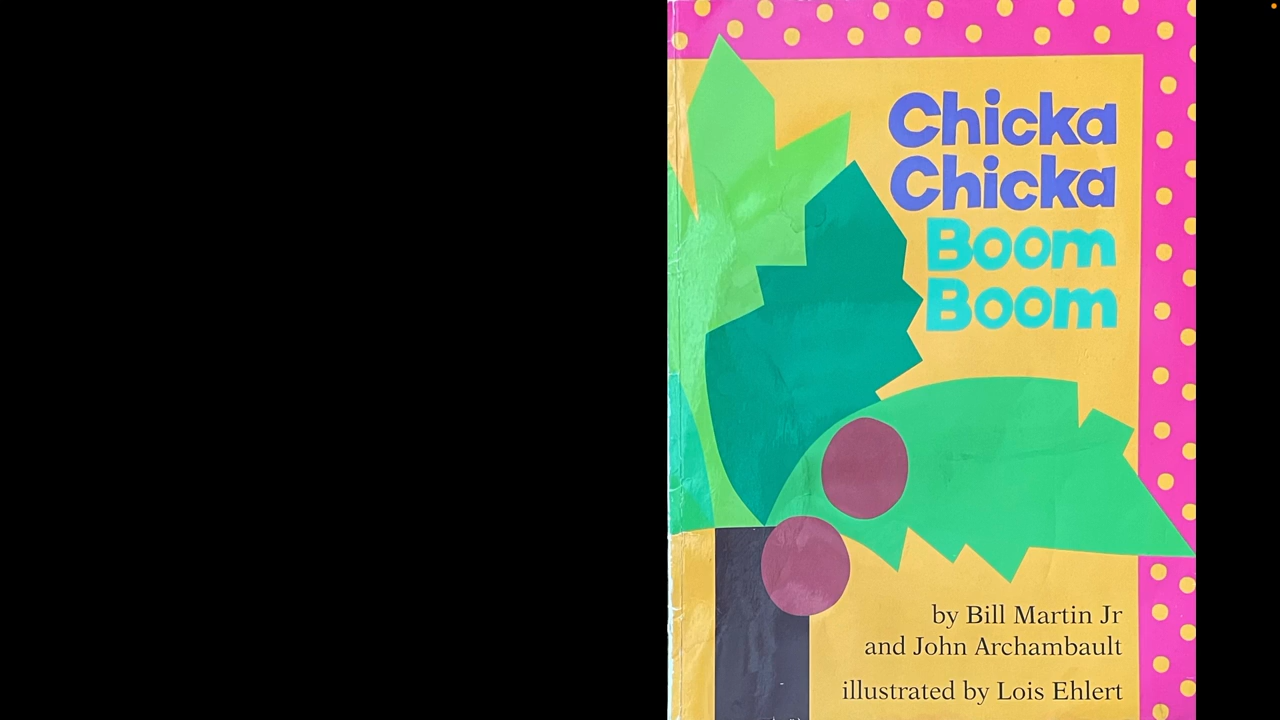 Chicka
Chicka
Boom
Boom
by Bill Martin Jr
and John Archambault
illustrated by Lois Ehlert